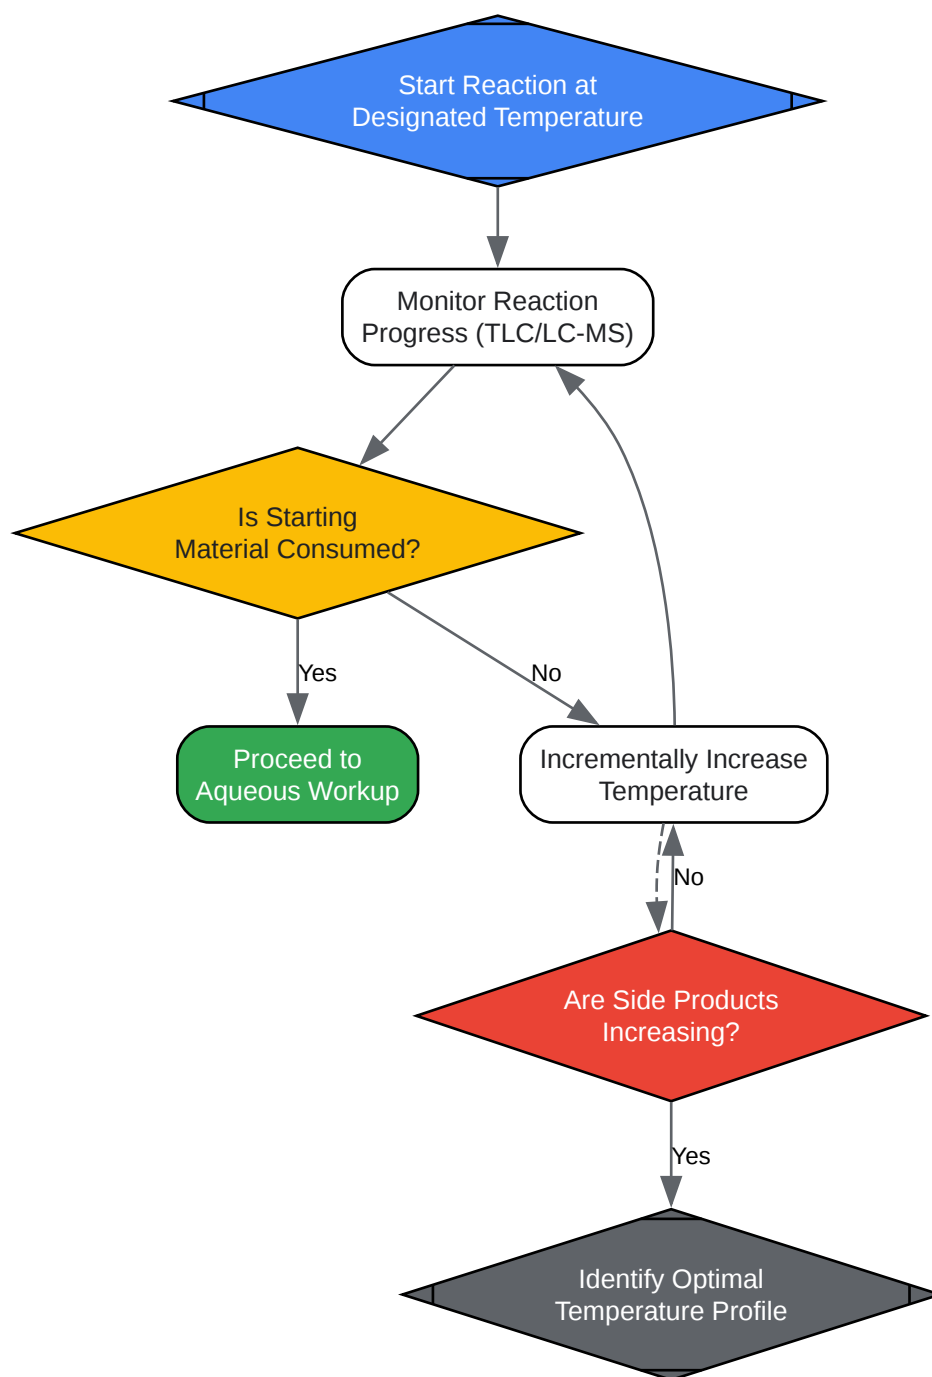 Start Reaction at
Designated Temperature
Monitor Reaction
Progress (TLC/LC-MS)
Is Starting
Material Consumed?
Yes
No
Proceed to
Aqueous Workup
Incrementally Increase
Temperature
No
Are Side Products
Increasing?
Yes
Identify Optimal
Temperature Profile